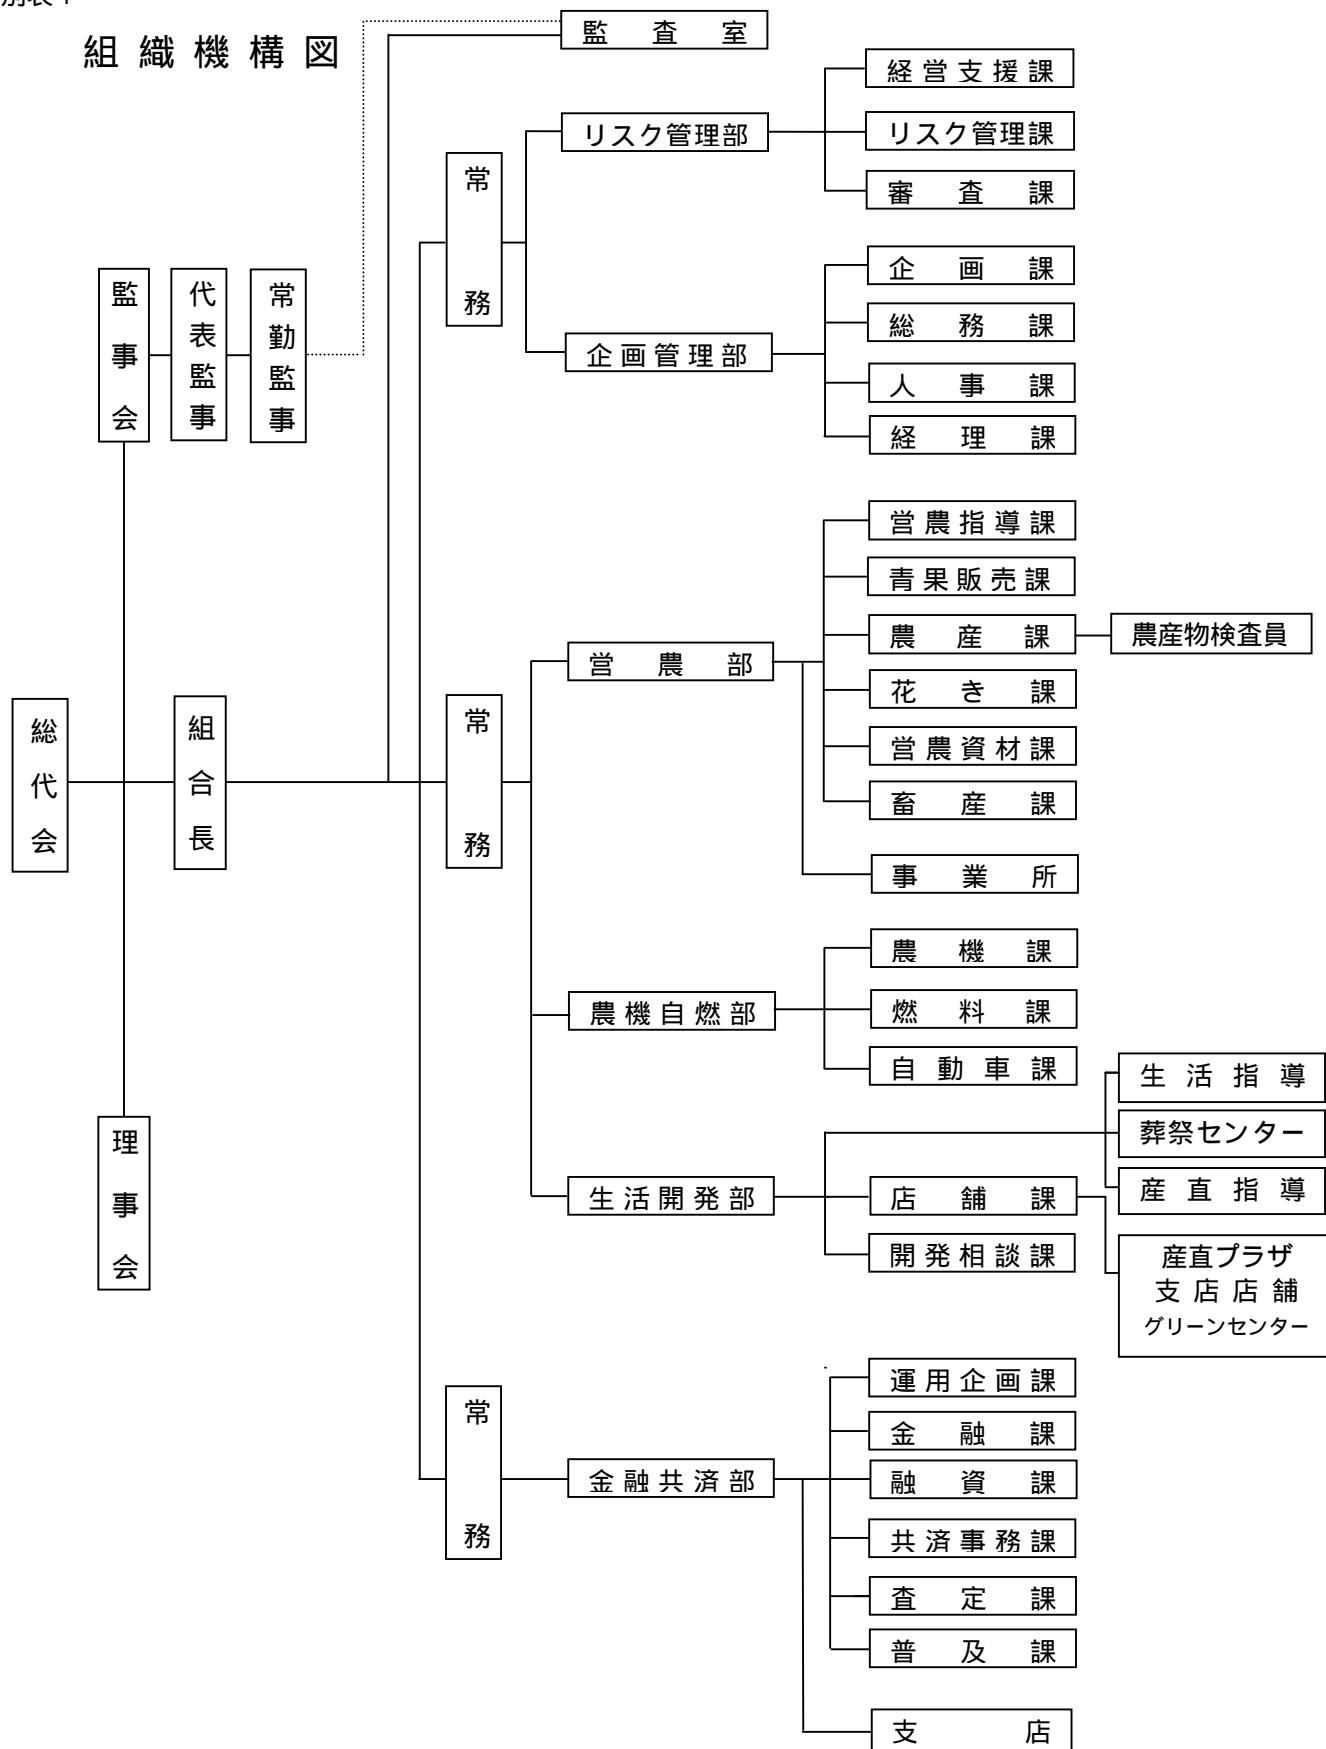 別表1
組織機構図
監査室
経営支援課
リスク管理部
リスク管理課
審査課
常務
企画課
総務課
企画管理部
人事課
経理課
監事会
代表監事
常勤監事
営農指導課
青果販売課
営農部
農産課
農産物検査員
花き課
営農資材課
畜産課
事業所
総代会
組合長
常務
農機課
農機自燃部
燃料課
自動車課
生活指導
葬祭センター
生活開発部
店舗課
産直指導
開発相談課
産直プラザ
支店店舗
グリーンセンター
理事会
常務
運用企画課
金融課
金融共済部
融資課
共済事務課
査定課
普及課
支店